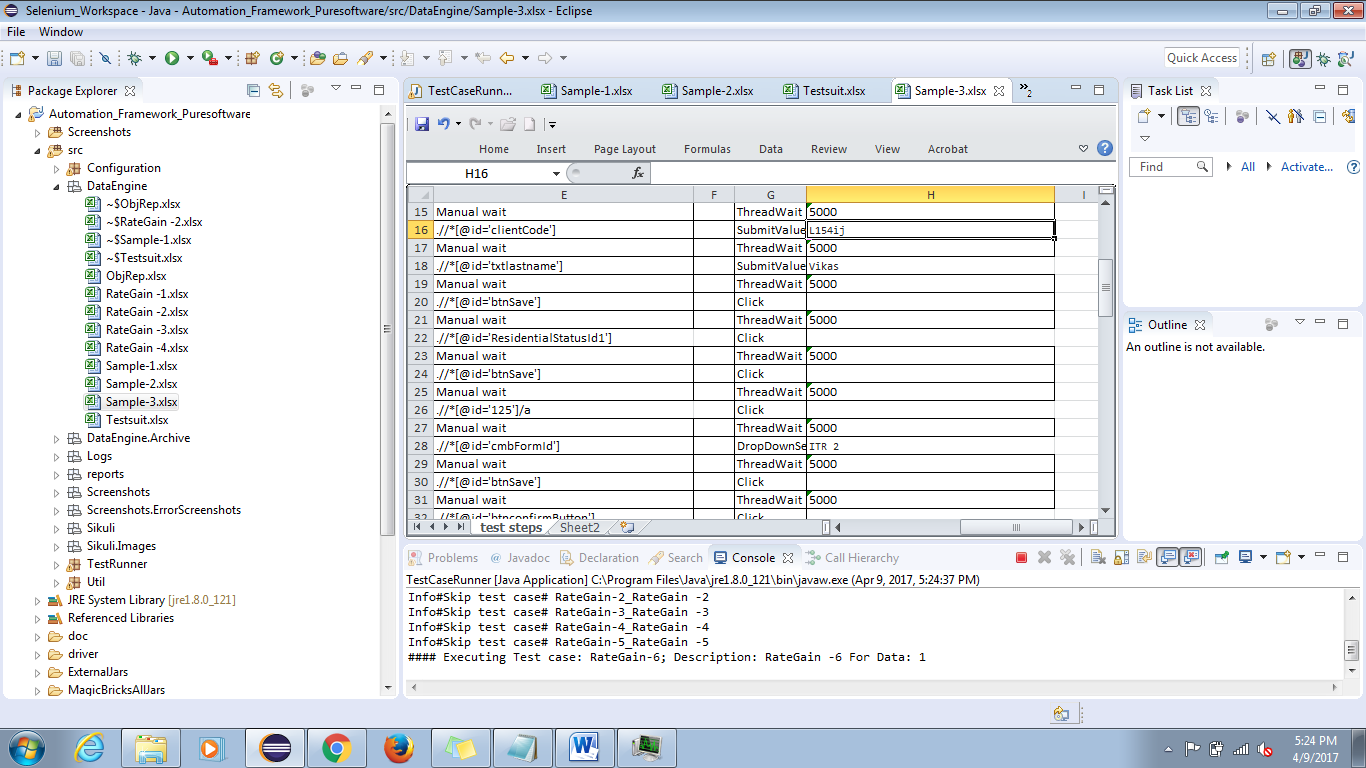 Selenium_Workspace - Java - Automation_Framework_Puresoftware/src/DataEngine/Sample-3.xlsx - Eclipse
File Window
Quick Access
Package Explorer
Automation_Framework_Puresoftware
Screenshots
src
Configuration
DataEngine
~$ObjRep.xlsx
~$RateGain -2.xlsx
~$Sample-1.xlsx
~$Testsuit.xlsx
ObjRep.xlsx
RateGain -1.xlsx
RateGain -2.xlsx
RateGain -3.xlsx
RateGain -4.xlsx
Sample-1.xlsx
Sample-2.xlsx
Sample-3.xlsx
Testsuit.xlsx
DataEngine.Archive
Logs
reports
Screenshots
Screenshots.ErrorScreenshots
Sikuli
Sikuli.Images
TestRunner
Util
JRE System Library [jre1.8.0_121]
Referenced Libraries
doc
driver
ExternalJars
MagicBricksAllJars
TestCaseRunn... Sample-1.xlsx Sample-2.xlsx Testsuit.xlsx Sample-3.xlsx »2
Home Insert Page Layout Formulas Data Review View Acrobat
H16 fx
E F G H I
15 Manual wait ThreadWait 5000
16 .//*[@id='clientCode'] SubmitValue L154ij
17 Manual wait ThreadWait 5000
18 .//*[@id='txtlastname'] SubmitValue Vikas
19 Manual wait ThreadWait 5000
20 .//*[@id='btnSave'] Click
21 Manual wait ThreadWait 5000
22 .//*[@id='ResidentialStatusId1'] Click
23 Manual wait ThreadWait 5000
24 .//*[@id='btnSave'] Click
25 Manual wait ThreadWait 5000
26 .//*[@id='125']/a Click
27 Manual wait ThreadWait 5000
28 .//*[@id='cmbFormId'] DropDownSe ITR 2
29 Manual wait ThreadWait 5000
30 .//*[@id='btnSave'] Click
31 Manual wait ThreadWait 5000
32 .//*[@id='btnconfirmButton'] Click
test steps Sheet2
Task List
Find All Activate...
Outline
An outline is not available.
Problems @ Javadoc Declaration Search Console Call Hierarchy
TestCaseRunner [Java Application] C:\Program Files\Java\jre1.8.0_121\bin\javaw.exe (Apr 9, 2017, 5:24:37 PM)
Info#Skip test case# RateGain-2_RateGain -2
Info#Skip test case# RateGain-3_RateGain -3
Info#Skip test case# RateGain-4_RateGain -4
Info#Skip test case# RateGain-5_RateGain -5
#### Executing Test case: RateGain-6; Description: RateGain -6 For Data: 1
5:24 PM
4/9/2017